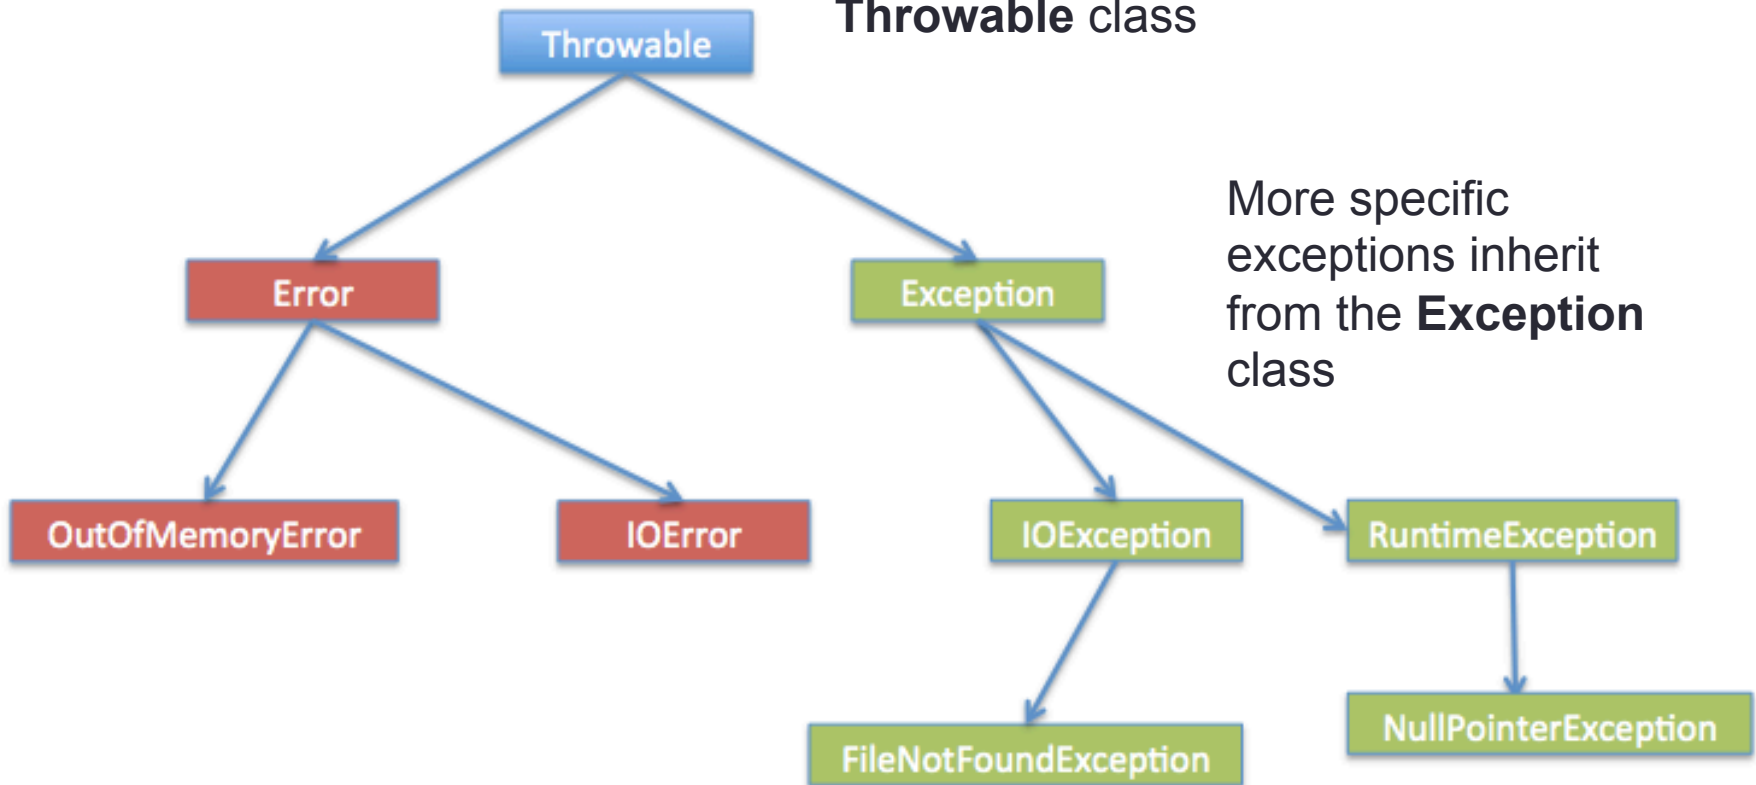 Throwable class
Throwable
More specific
exceptions inherit
from the Exception
class
Error
Exception
OutOfMemoryError
IOError
IOException
RuntimeException
FileNotFoundException
NullPointerException